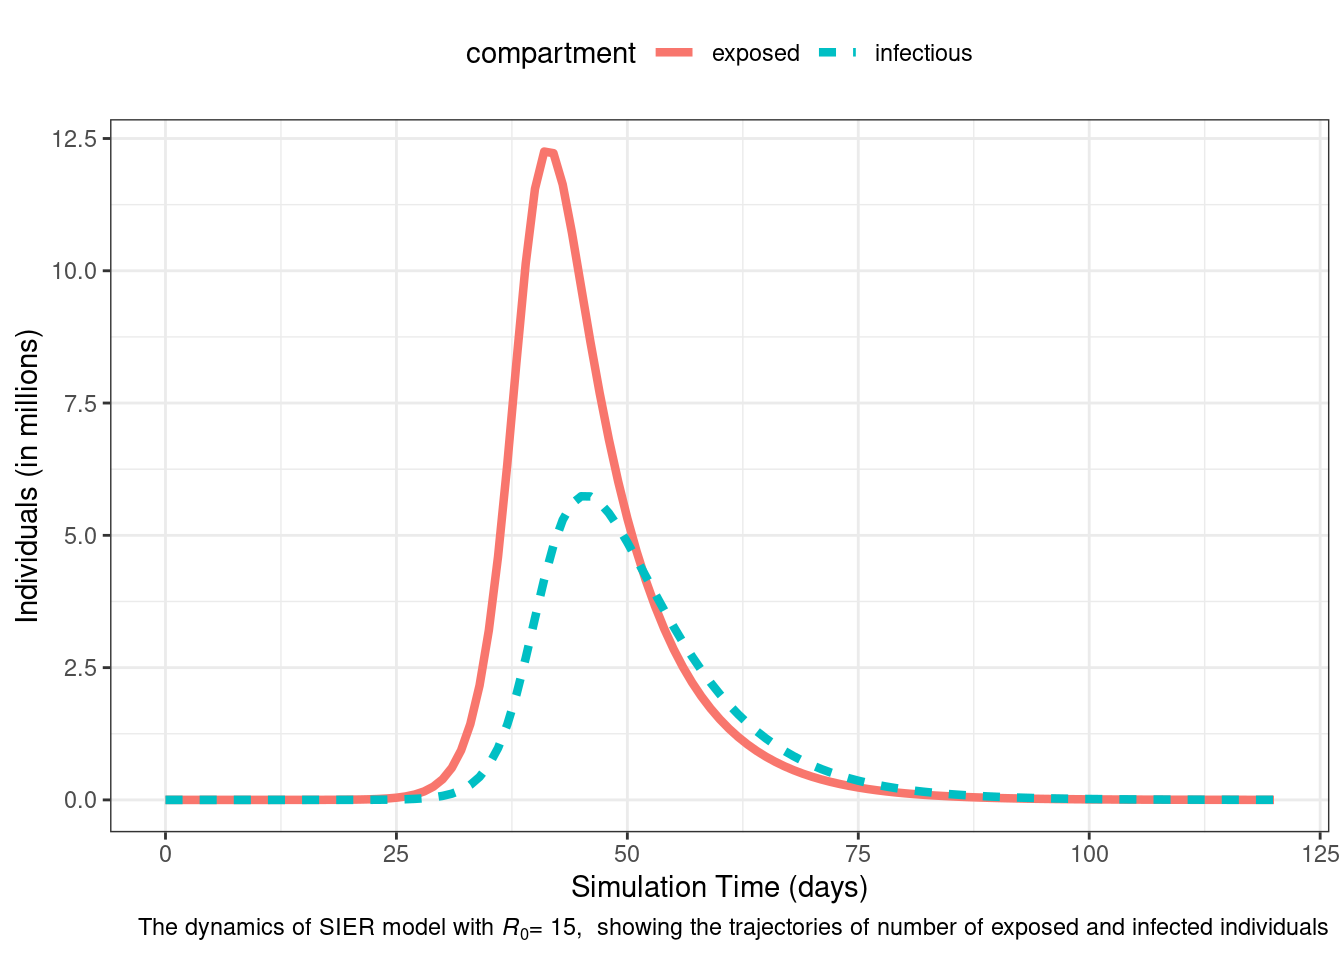 compartment exposed infectious
12.5
10.0
7.5
5.0
2.5
0.0
Individuals (in millions)
0 25 50 75 100 125
Simulation Time (days)
The dynamics of SIER model with R₀= 15,  showing the trajectories of number of exposed and infected individuals